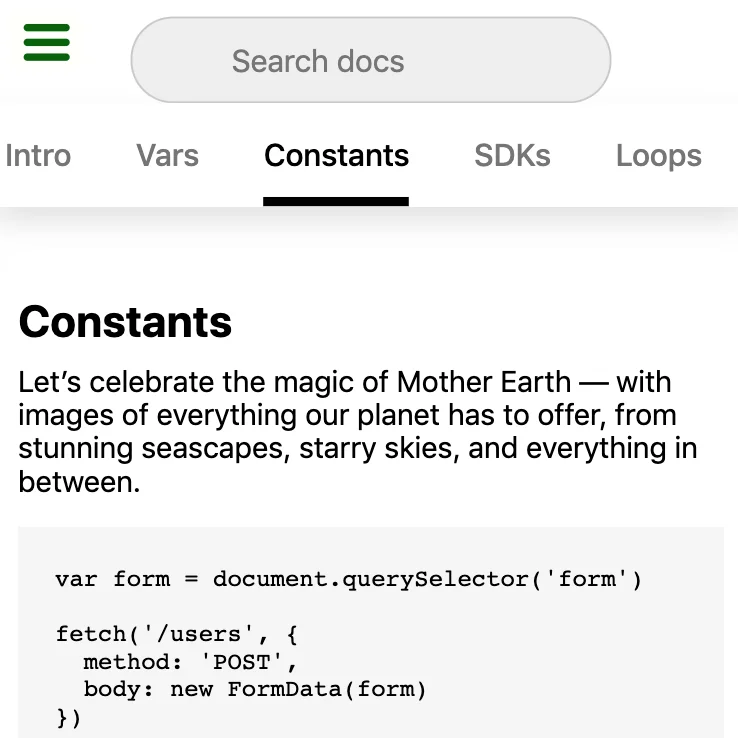 Search docs
Intro Vars Constants SDKs Loops
Constants
Let’s celebrate the magic of Mother Earth — with
images of everything our planet has to offer, from
stunning seascapes, starry skies, and everything in
between.
var form = document.querySelector('form')
fetch('/users', {
  method: 'POST',
  body: new FormData(form)
})